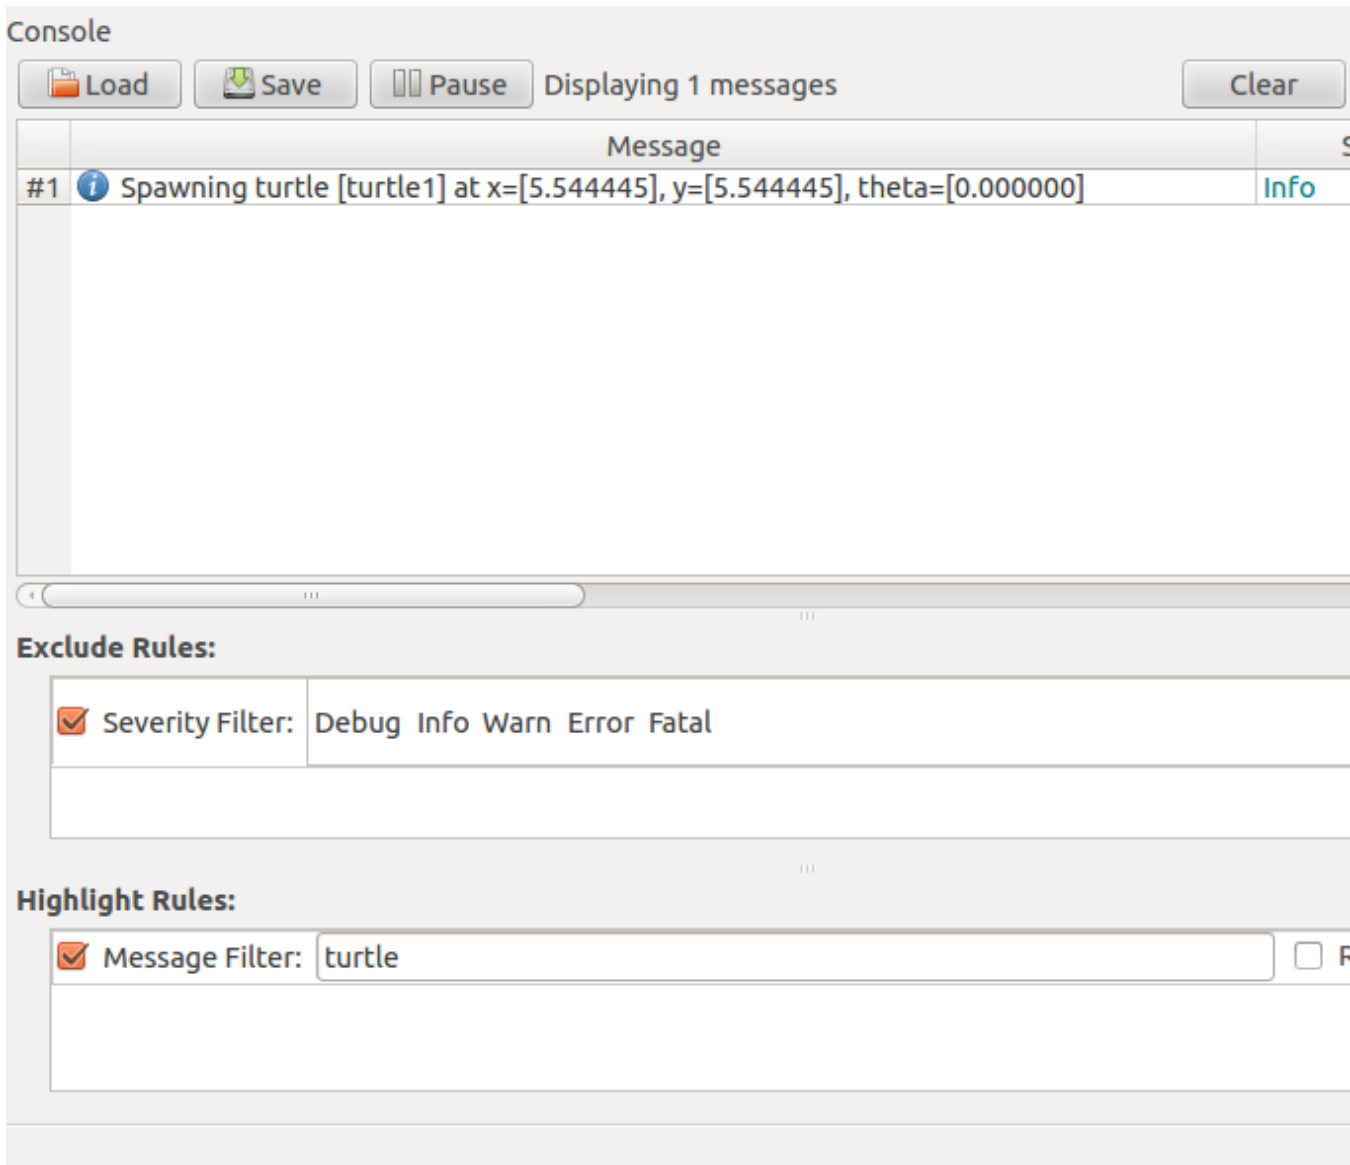 Console
Load Save Pause Displaying 1 messages Clear
Message S
#1 Spawning turtle [turtle1] at x=[5.544445], y=[5.544445], theta=[0.000000] Info
Exclude Rules:
Severity Filter: Debug Info Warn Error Fatal
Highlight Rules:
Message Filter: turtle R